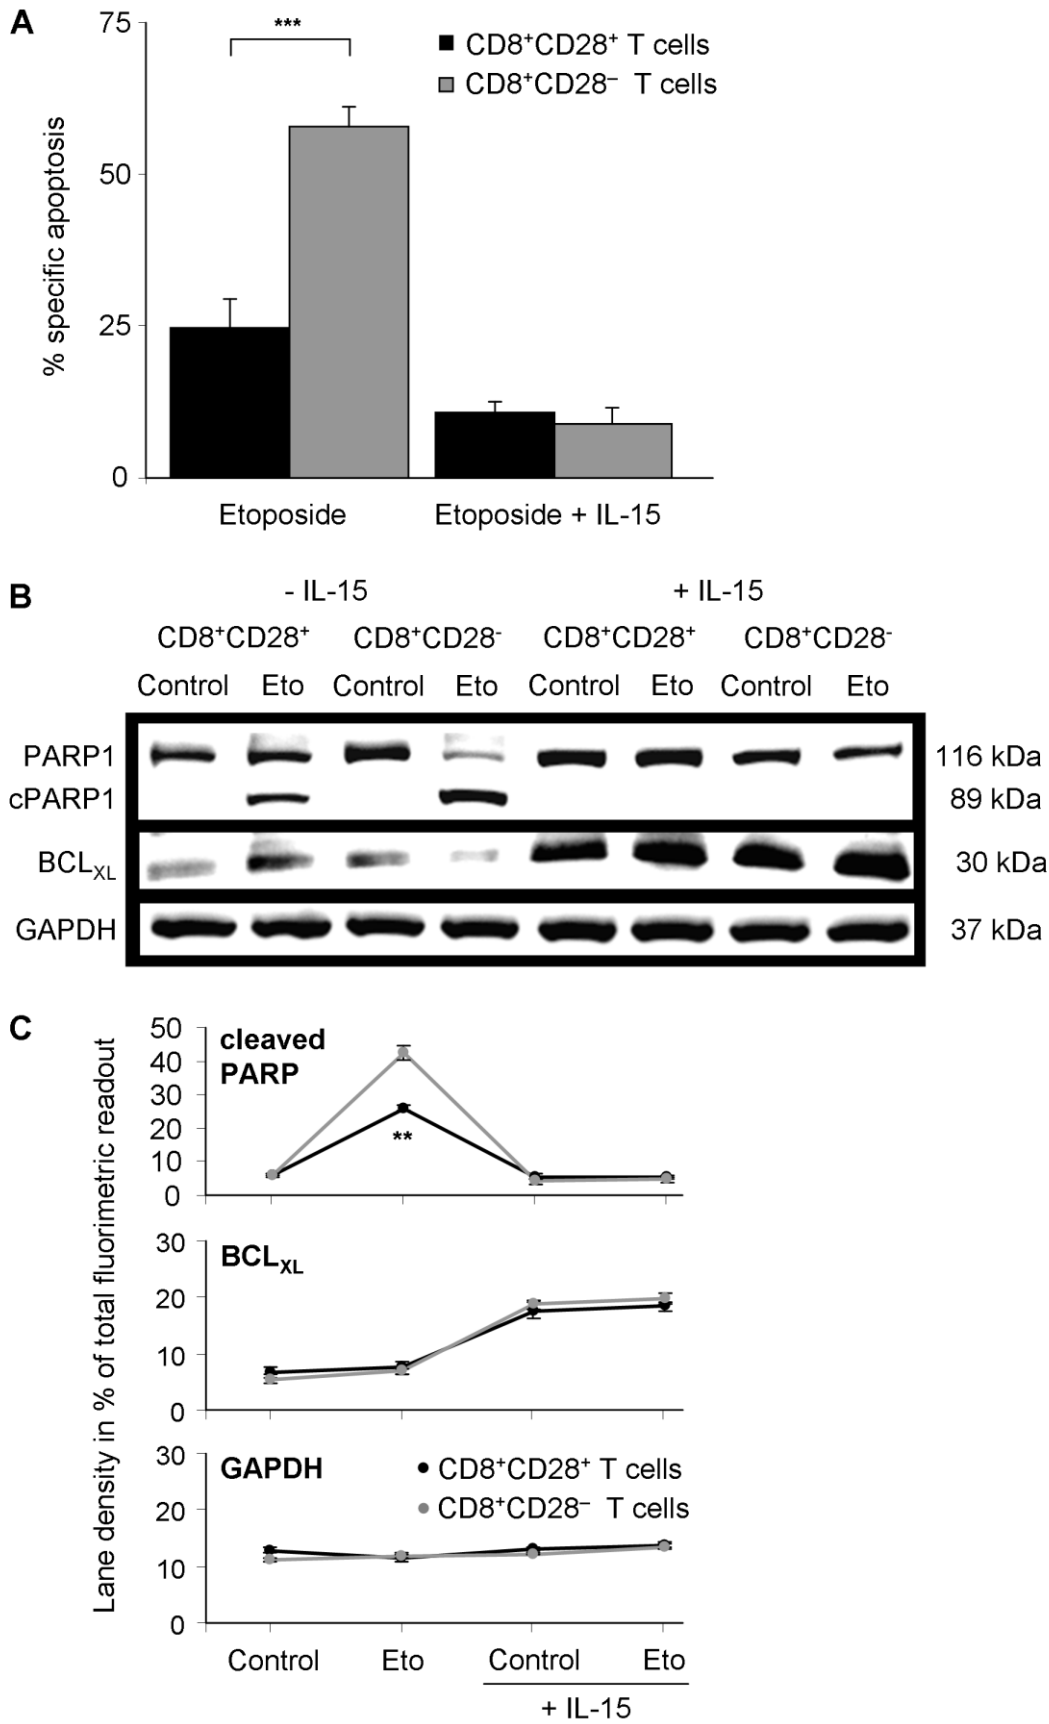 A
75
50
25
0
% specific apoptosis
***
CD8⁺CD28⁺ T cells
CD8⁺CD28⁻ T cells
Etoposide
Etoposide + IL-15
B
- IL-15
+ IL-15
CD8⁺CD28⁺
CD8⁺CD28⁻
CD8⁺CD28⁺
CD8⁺CD28⁻
Control Eto Control Eto Control Eto Control Eto
PARP1
116 kDa
cPARP1
89 kDa
BCL_XL
30 kDa
GAPDH
37 kDa
C
Lane density in % of total fluorimetric readout
50
40
30
20
10
0
cleaved
PARP
**
30
20
10
0
BCL_XL
30
20
10
0
GAPDH
CD8⁺CD28⁺ T cells
CD8⁺CD28⁻ T cells
Control Eto Control Eto
+ IL-15